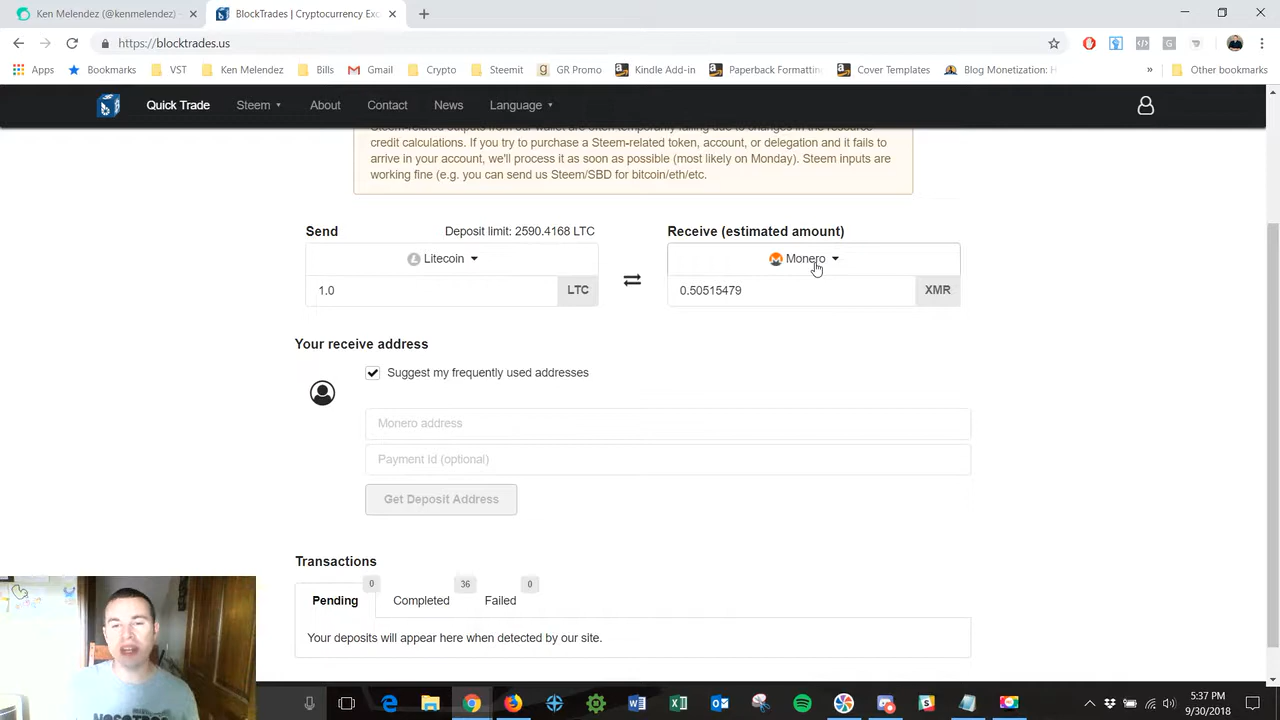 Ken Melendez (@kenmelendez) -
BlockTrades | Cryptocurrency Exc
https://blocktrades.us
Apps
Bookmarks
VST
Ken Melendez
Bills
Gmail
Crypto
Steemit
GR Promo
Kindle Add-in
Paperback Formatting
Cover Templates
Blog Monetization: H
»
Other bookmarks
Quick Trade
Steem
About
Contact
News
Language
Steem-related outputs from our wallet are often temporarily failing due to changes in the resource
credit calculations. If you try to purchase a Steem-related token, account, or delegation and it fails to
arrive in your account, we'll process it as soon as possible (most likely on Monday). Steem inputs are
working fine (e.g. you can send us Steem/SBD for bitcoin/eth/etc.
Send
Deposit limit: 2590.4168 LTC
Receive (estimated amount)
Litecoin
Monero
1.0
LTC
0.50515479
XMR
Your receive address
Suggest my frequently used addresses
Monero address
Payment Id (optional)
Get Deposit Address
Transactions
0
36
0
Pending
Completed
Failed
Your deposits will appear here when detected by our site.
5:37 PM
9/30/2018